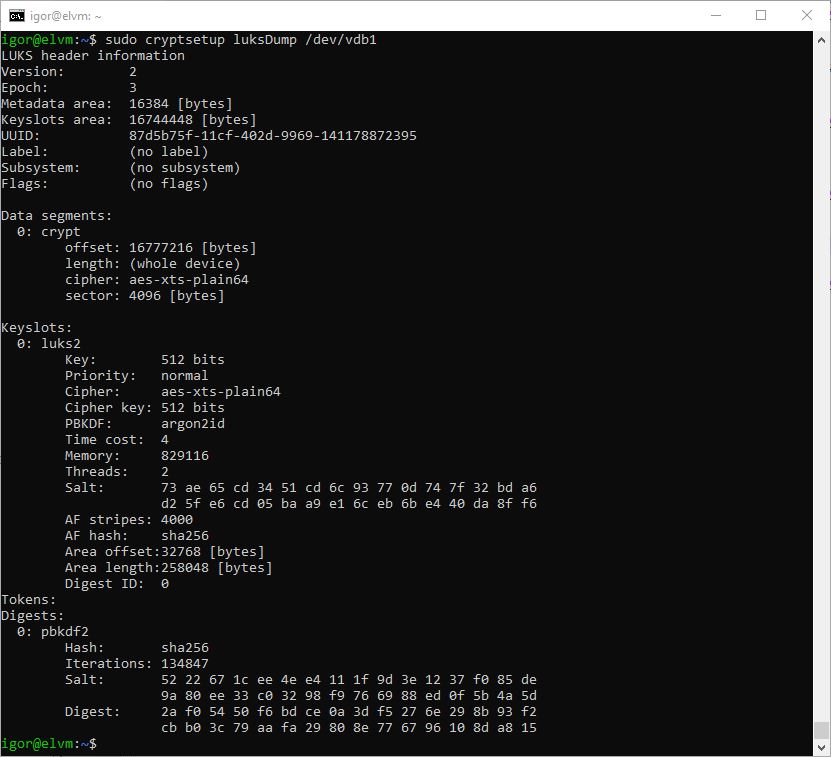 igor@elvm: ~
igor@elvm:~$ sudo cryptsetup luksDump /dev/vdb1
LUKS header information
Version:        2
Epoch:          3
Metadata area:  16384 [bytes]
Keyslots area:  16744448 [bytes]
UUID:           87d5b75f-11cf-402d-9969-141178872395
Label:          (no label)
Subsystem:      (no subsystem)
Flags:          (no flags)

Data segments:
  0: crypt
        offset: 16777216 [bytes]
        length: (whole device)
        cipher: aes-xts-plain64
        sector: 4096 [bytes]

Keyslots:
  0: luks2
        Key:        512 bits
        Priority:   normal
        Cipher:     aes-xts-plain64
        Cipher key: 512 bits
        PBKDF:      argon2id
        Time cost:  4
        Memory:     829116
        Threads:    2
        Salt:       73 ae 65 cd 34 51 cd 6c 93 77 0d 74 7f 32 bd a6
                    d2 5f e6 cd 05 ba a9 e1 6c eb 6b e4 40 da 8f f6
        AF stripes: 4000
        AF hash:    sha256
        Area offset:32768 [bytes]
        Area length:258048 [bytes]
        Digest ID:  0
Tokens:
Digests:
  0: pbkdf2
        Hash:       sha256
        Iterations: 134847
        Salt:       52 22 67 1c ee 4e e4 11 1f 9d 3e 12 37 f0 85 de
                    9a 80 ee 33 c0 32 98 f9 76 69 88 ed 0f 5b 4a 5d
        Digest:     2a f0 54 50 f6 bd ce 0a 3d f5 27 6e 29 8b 93 f2
                    cb b0 3c 79 aa fa 29 80 8e 77 67 96 10 8d a8 15
igor@elvm:~$